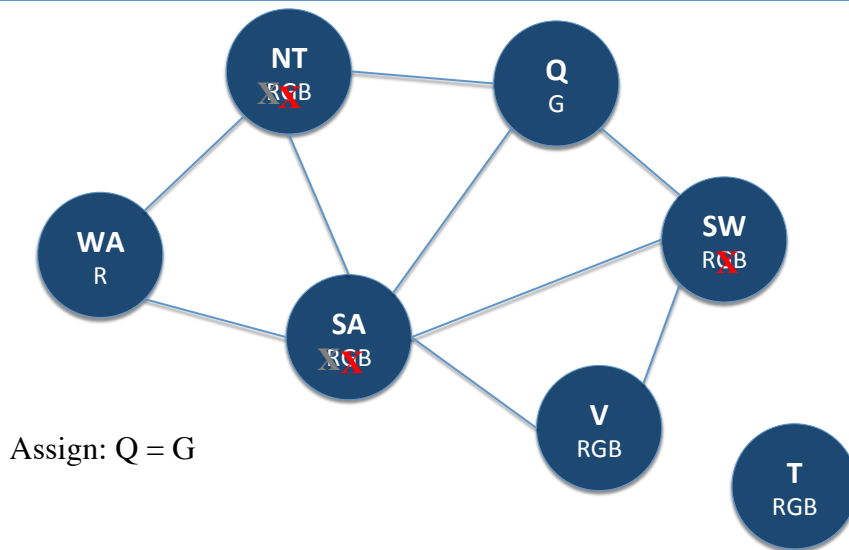 NT
RGB
X X
Q
G
WA
R
SW
RGB
X
SA
RGB
X X
V
RGB
Assign: Q = G
T
RGB